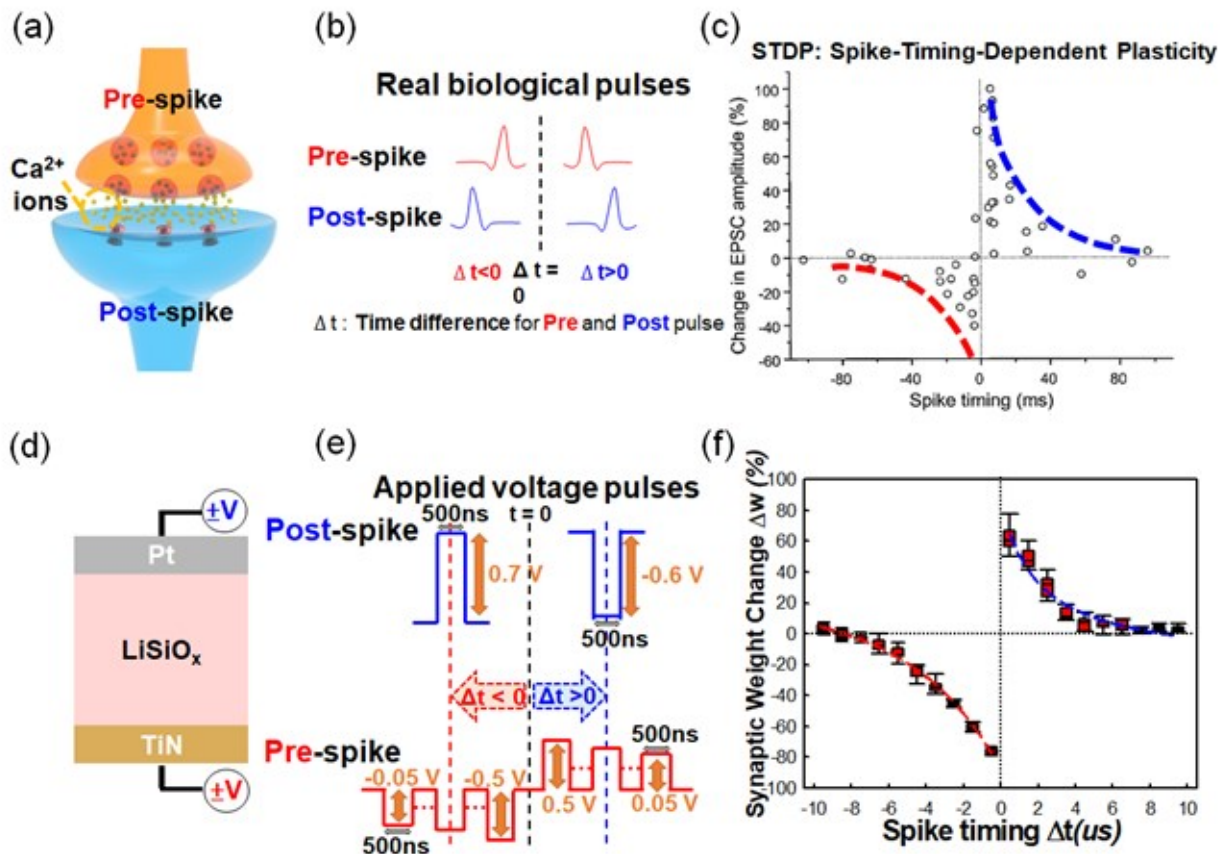 (a)
Pre-spike
Ca²⁺
ions
Post-spike
(b)
Real biological pulses
Pre-spike
Post-spike
Δ t<0
Δ t =
0
Δ t>0
Δ t : Time difference for Pre and Post pulse
(c)
STDP: Spike-Timing-Dependent Plasticity
Change in EPSC amplitude (%)
100
80
60
40
20
0
-20
-40
-60
-80
-40
0
40
80
Spike timing (ms)
(d)
±V
Pt
LiSiOₓ
TiN
±V
(e)
Applied voltage pulses
Post-spike
500ns
t = 0
0.7 V
-0.6 V
500ns
Δt < 0
Δt >0
Pre-spike
500ns
-0.05 V
-0.5 V
0.5 V
0.05 V
500ns
(f)
Synaptic Weight Change Δw (%)
100
80
60
40
20
0
-20
-40
-60
-80
-100
-10
-8
-6
-4
-2
0
2
4
6
8
10
Spike timing Δt(us)